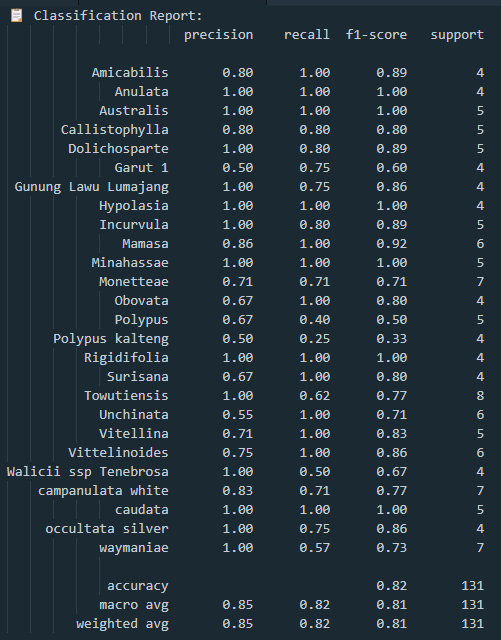 📋 Classification Report:
precision recall f1-score support
Amicabilis 0.80 1.00 0.89 4
Anulata 1.00 1.00 1.00 4
Australis 1.00 1.00 1.00 5
Callistophylla 0.80 0.80 0.80 5
Dolichosparte 1.00 0.80 0.89 5
Garut 1 0.50 0.75 0.60 4
Gunung Lawu Lumajang 1.00 0.75 0.86 4
Hypolasia 1.00 1.00 1.00 4
Incurvula 1.00 0.80 0.89 5
Mamasa 0.86 1.00 0.92 6
Minahassae 1.00 1.00 1.00 5
Monetteae 0.71 0.71 0.71 7
Obovata 0.67 1.00 0.80 4
Polypus 0.67 0.40 0.50 5
Polypus kalteng 0.50 0.25 0.33 4
Rigidifolia 1.00 1.00 1.00 4
Surisana 0.67 1.00 0.80 4
Towutiensis 1.00 0.62 0.77 8
Unchinata 0.55 1.00 0.71 6
Vitellina 0.71 1.00 0.83 5
Vittelinoides 0.75 1.00 0.86 6
Walicii ssp Tenebrosa 1.00 0.50 0.67 4
campanulata white 0.83 0.71 0.77 7
caudata 1.00 1.00 1.00 5
occultata silver 1.00 0.75 0.86 4
waymaniae 1.00 0.57 0.73 7
accuracy 0.82 131
macro avg 0.85 0.82 0.81 131
weighted avg 0.85 0.82 0.81 131